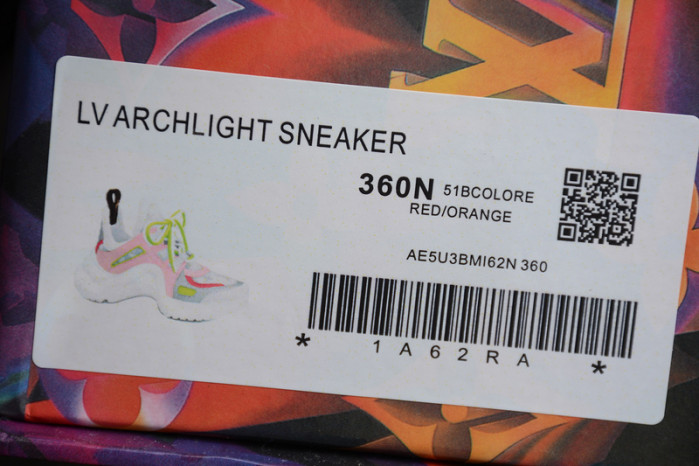 LV ARCHLIGHT SNEAKER
360N 51BCOLORE
RED/ORANGE
AE5U3BMI62N 360
* 1A62RA *